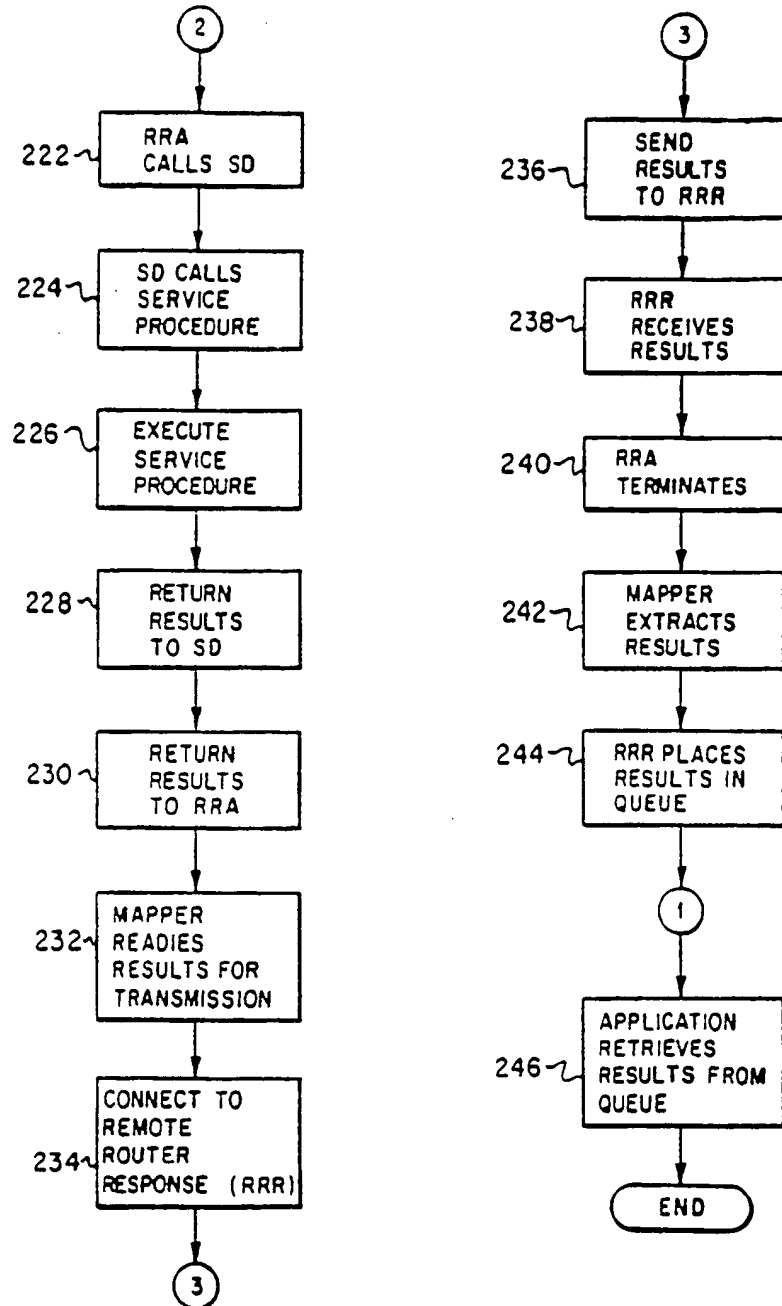 2
222
RRA
CALLS SD
224
SD CALLS
SERVICE
PROCEDURE
226
EXECUTE
SERVICE
PROCEDURE
228
RETURN
RESULTS
TO SD
230
RETURN
RESULTS
TO RRA
232
MAPPER
READIES
RESULTS FOR
TRANSMISSION
234
CONNECT TO
REMOTE
ROUTER
RESPONSE (RRR)
3
3
236
SEND
RESULTS
TO RRR
238
RRR
RECEIVES
RESULTS
240
RRA
TERMINATES
242
MAPPER
EXTRACTS
RESULTS
244
RRR PLACES
RESULTS IN
QUEUE
1
246
APPLICATION
RETRIEVES
RESULTS FROM
QUEUE
END